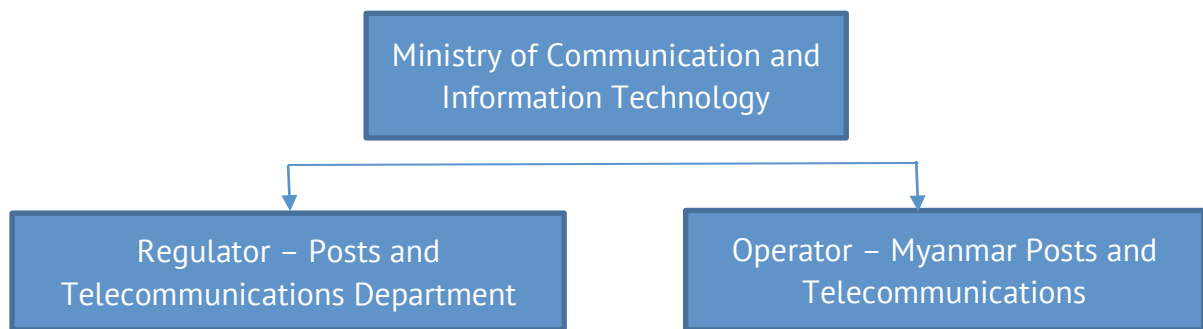 Ministry of Communication and
Information Technology
Regulator – Posts and
Telecommunications Department
Operator – Myanmar Posts and
Telecommunications